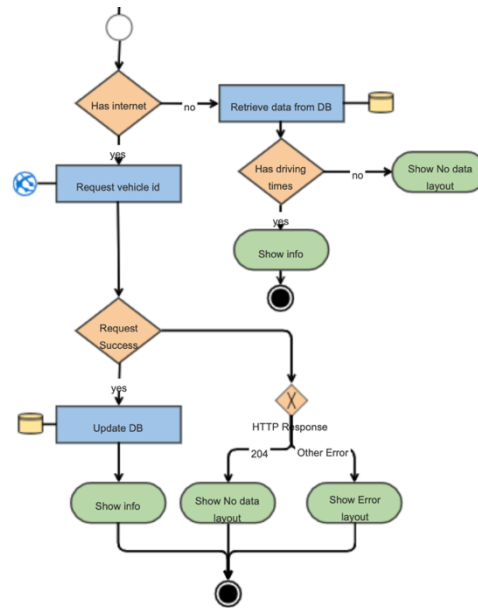 Has internet
no
Retrieve data from DB
yes
Request vehicle id
Has driving
times
no
Show No data
layout
yes
Show info
Request
Success
yes
Update DB
HTTP Response
204
Other Error
Show info
Show No data
layout
Show Error
layout